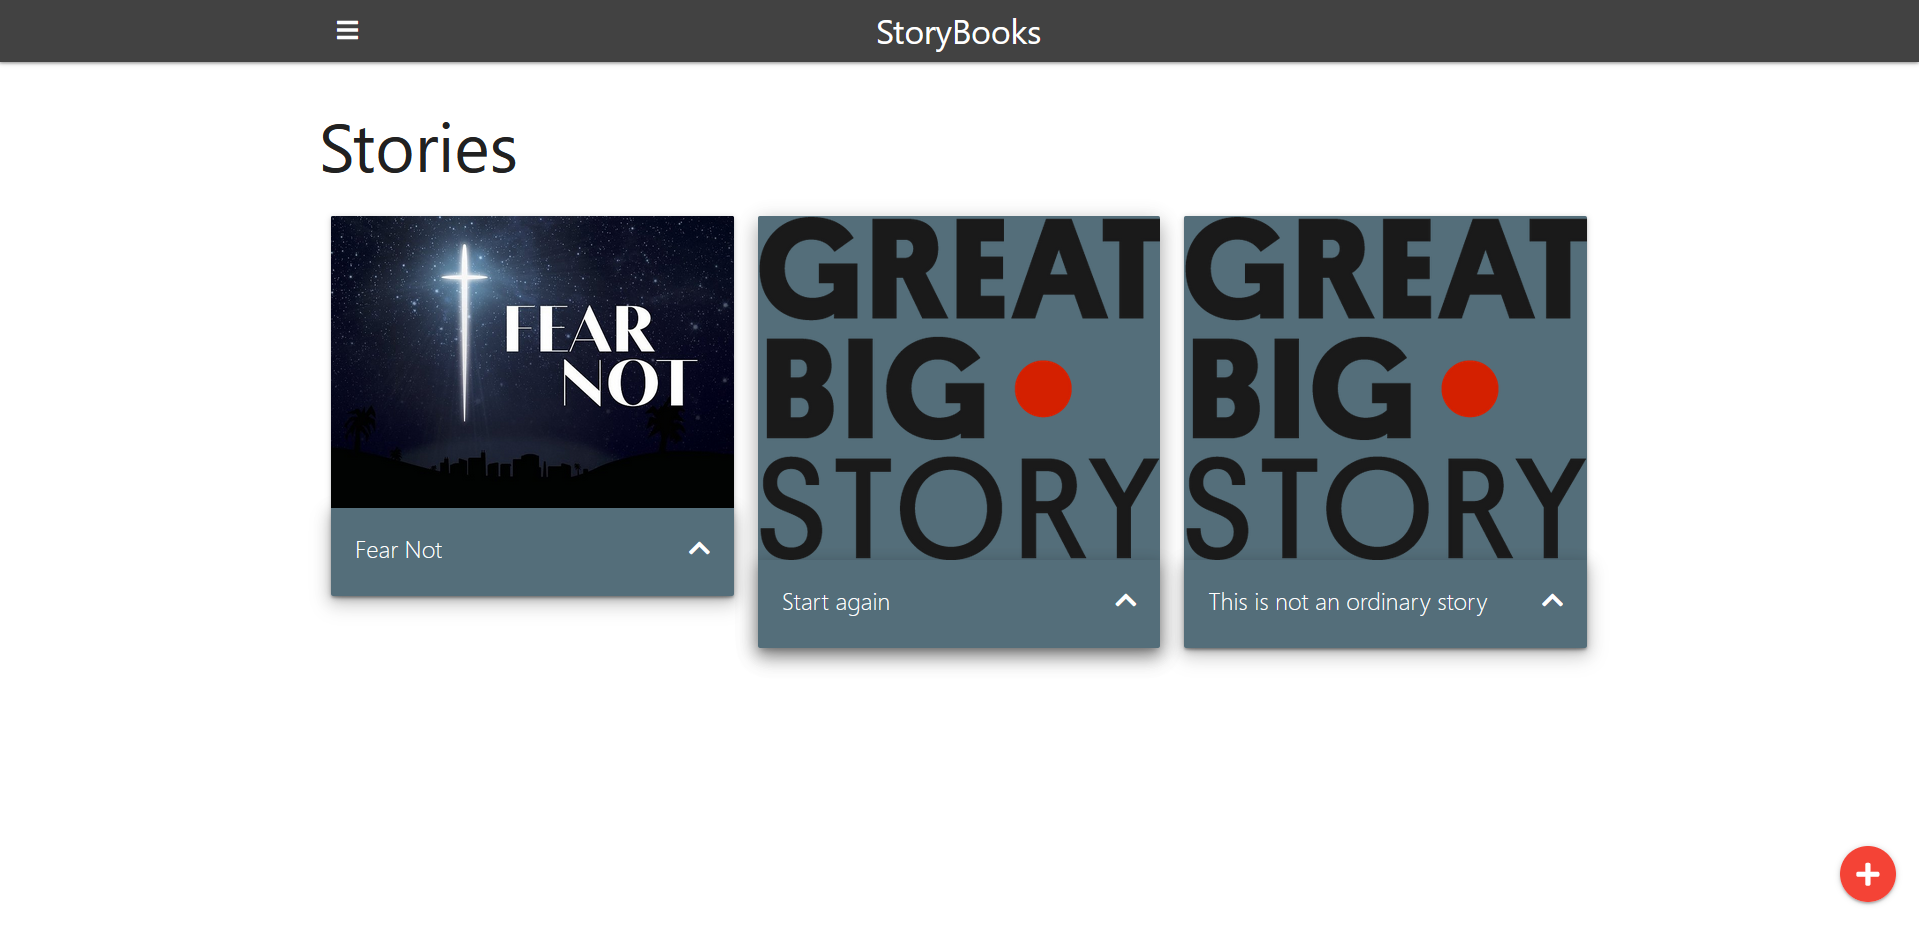 StoryBooks
Stories
FEAR
NOT
Fear Not
GREAT
BIG
STORY
Start again
GREAT
BIG
STORY
This is not an ordinary story